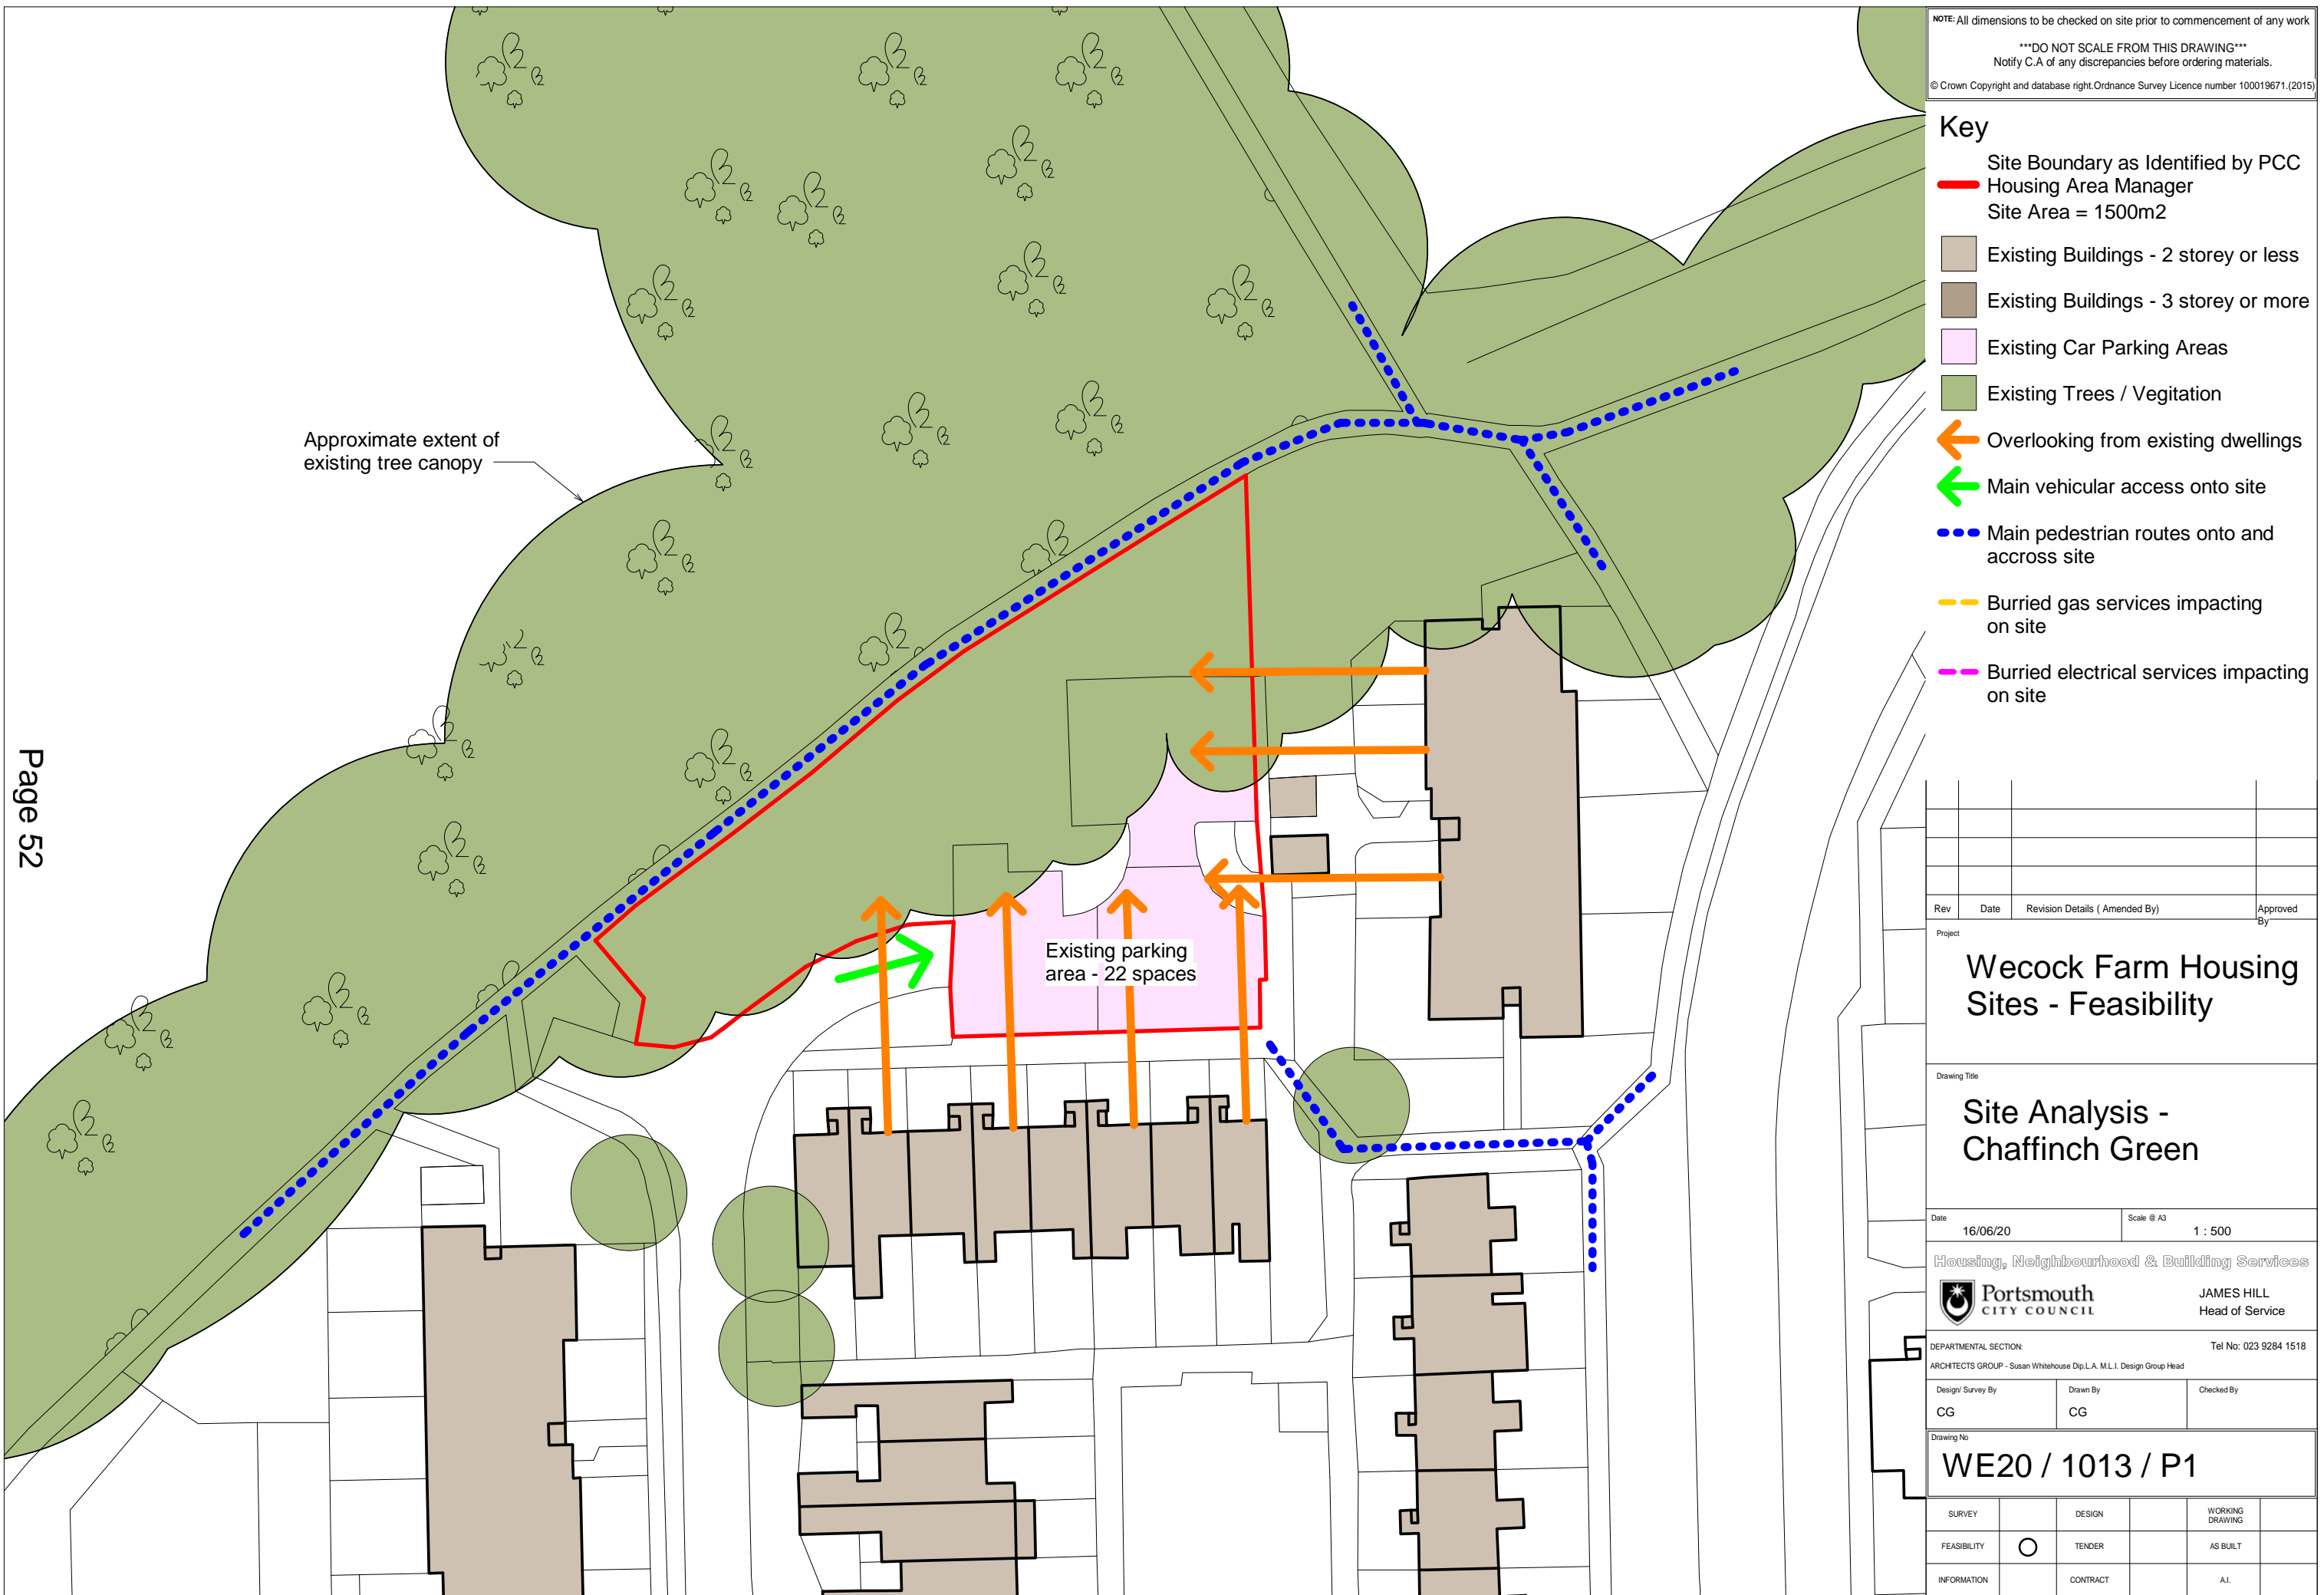 NOTE: All dimensions to be checked on site prior to commencement of any work
***DO NOT SCALE FROM THIS DRAWING***
Notify C.A of any discrepancies before ordering materials.
© Crown Copyright and database right.Ordnance Survey Licence number 100019671.(2015)
Key
Site Boundary as Identified by PCC
Housing Area Manager
Site Area = 1500m2
Existing Buildings - 2 storey or less
Existing Buildings - 3 storey or more
Existing Car Parking Areas
Existing Trees / Vegitation
Overlooking from existing dwellings
Main vehicular access onto site
Main pedestrian routes onto and
accross site
Burried gas services impacting
on site
Burried electrical services impacting
on site
Approximate extent of
existing tree canopy
Existing parking
area - 22 spaces
Page 52
Rev Date Revision Details ( Amended By) Approved
By
Project
Wecock Farm Housing
Sites - Feasibility
Drawing Title
Site Analysis -
Chaffinch Green
Date Scale @ A3
16/06/20 1 : 500
Housing, Neighbourhood & Building Services
Portsmouth
CITY COUNCIL
JAMES HILL
Head of Service
DEPARTMENTAL SECTION: Tel No: 023 9284 1518
ARCHITECTS GROUP - Susan Whitehouse Dip.L.A. M.L.I. Design Group Head
Design/ Survey By Drawn By Checked By
CG CG
Drawing No
WE20 / 1013 / P1
SURVEY DESIGN WORKING
DRAWING
FEASIBILITY TENDER AS BUILT
INFORMATION CONTRACT A.I.